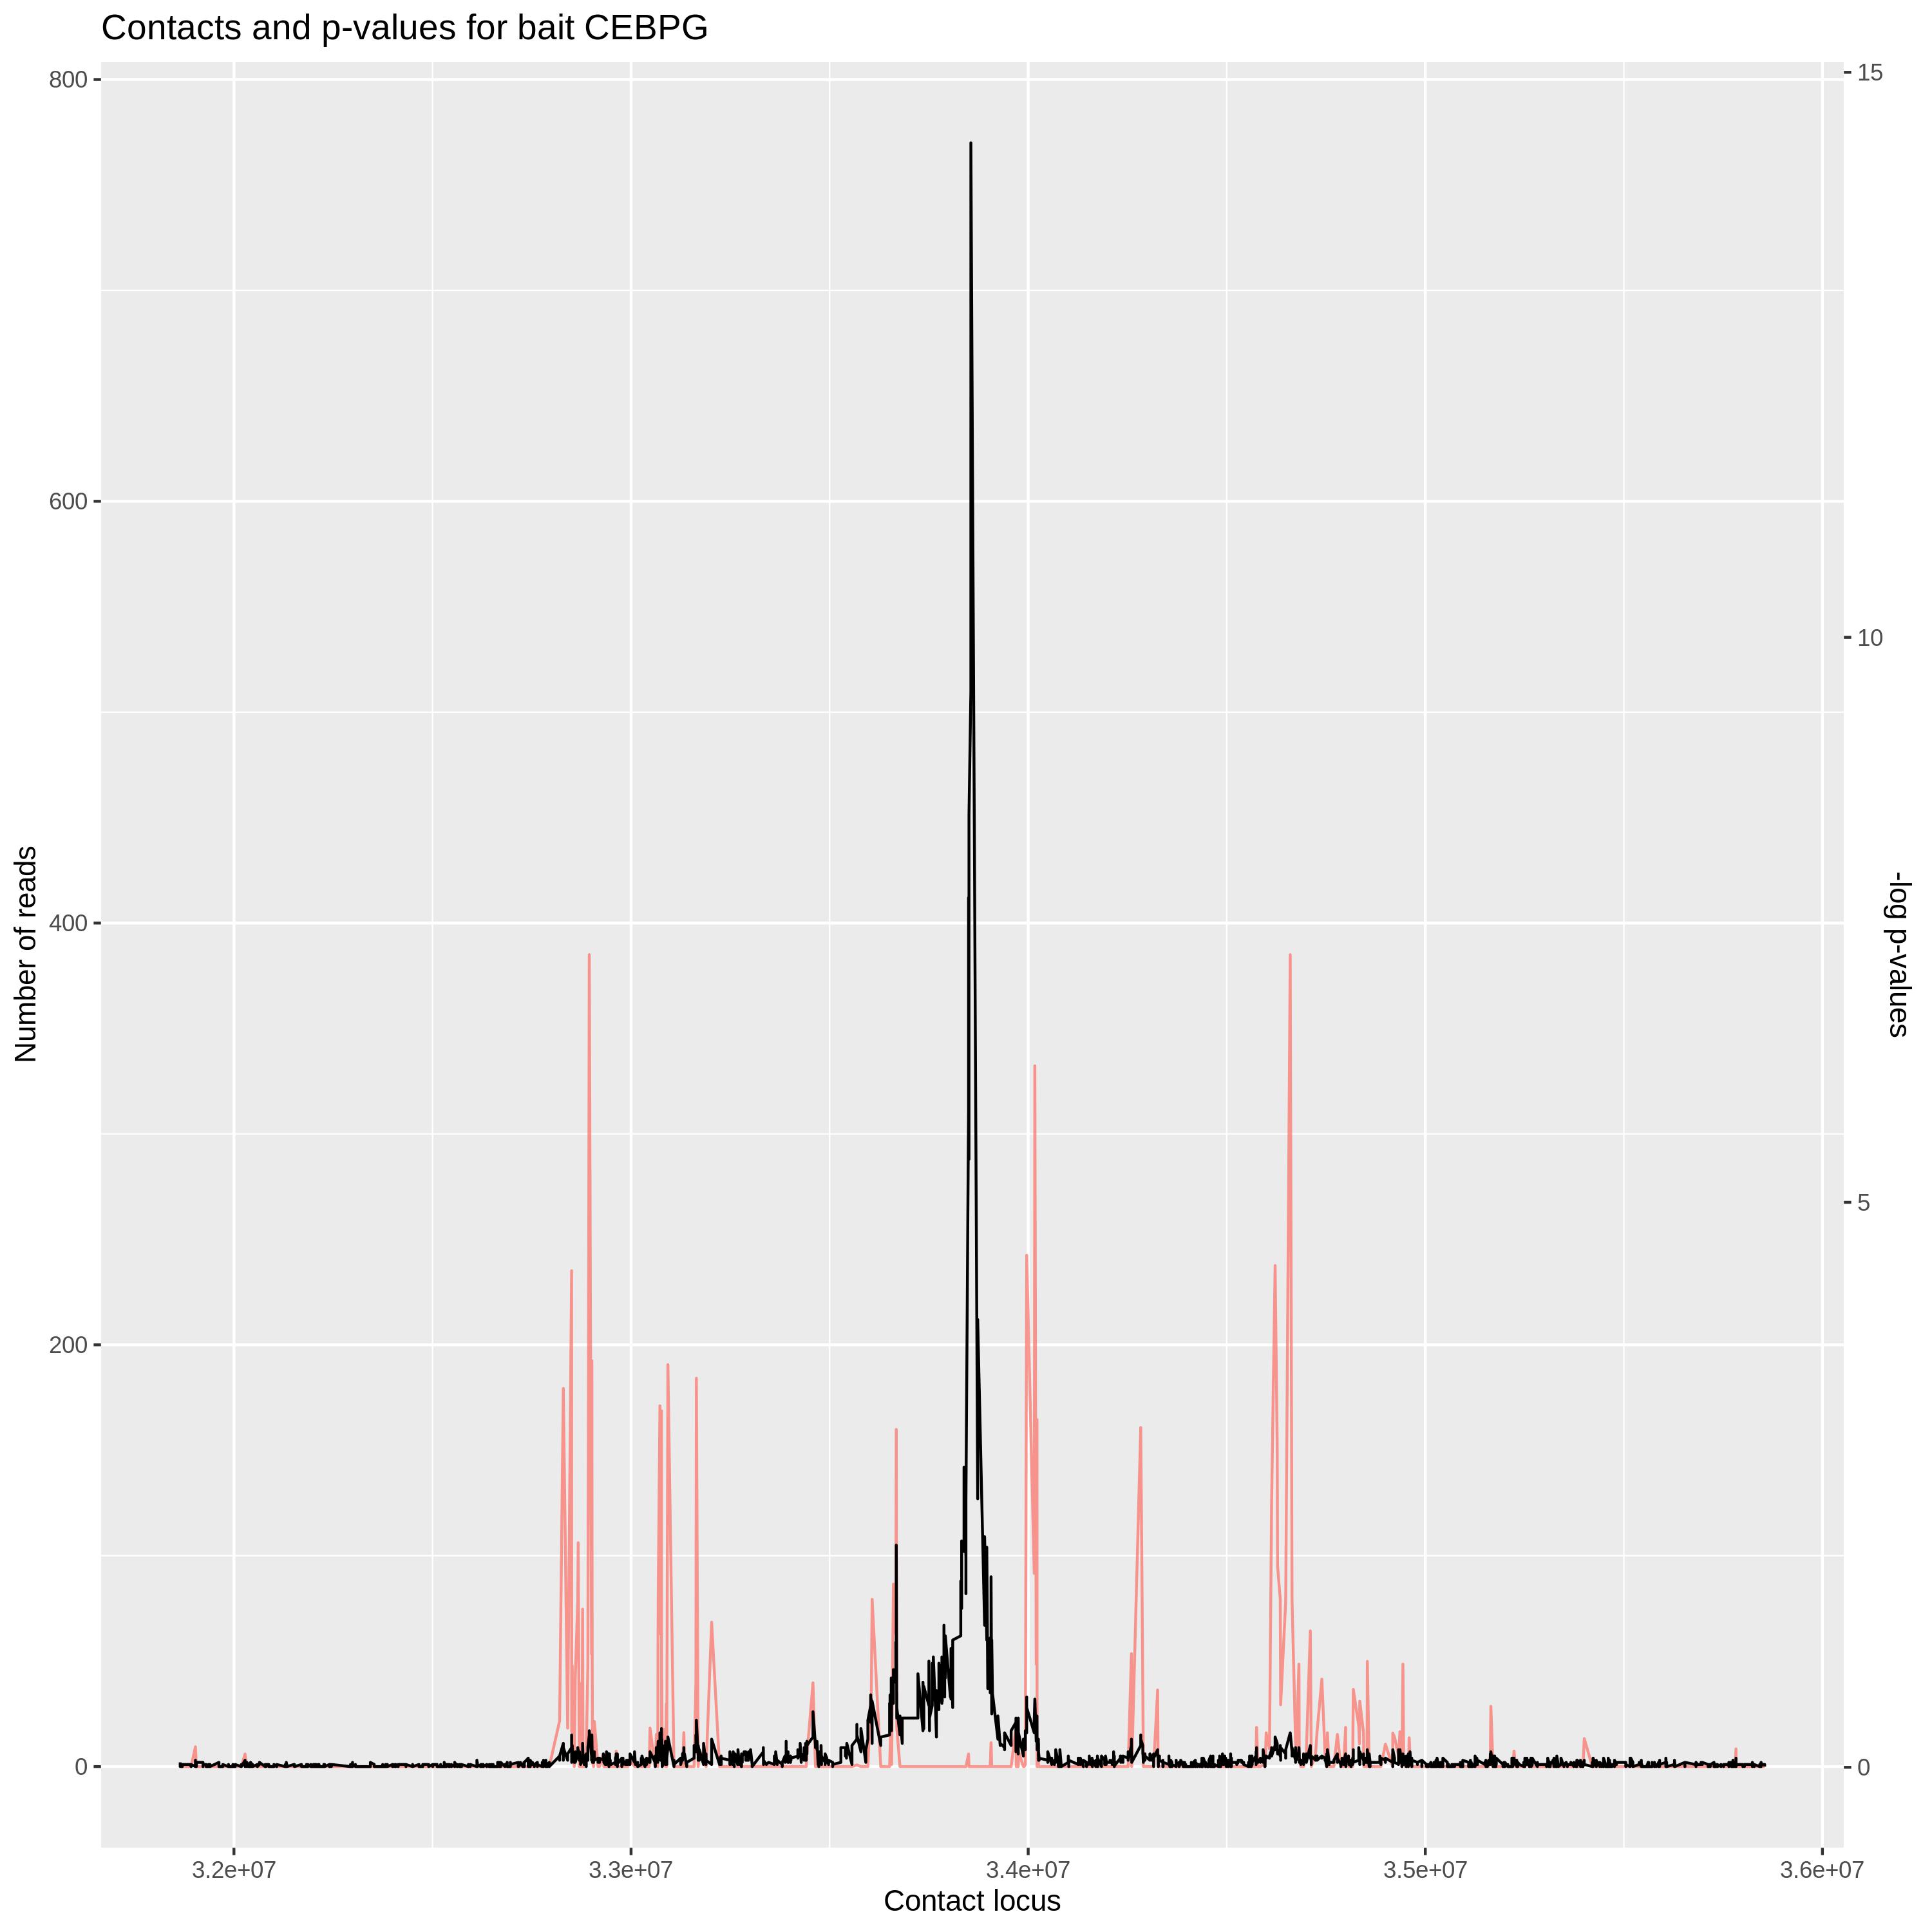 Contacts and p-values for bait CEBPG
800
600
400
200
0
Number of reads
15
10
5
0
-log p-values
3.2e+07
3.3e+07
3.4e+07
3.5e+07
3.6e+07
Contact locus